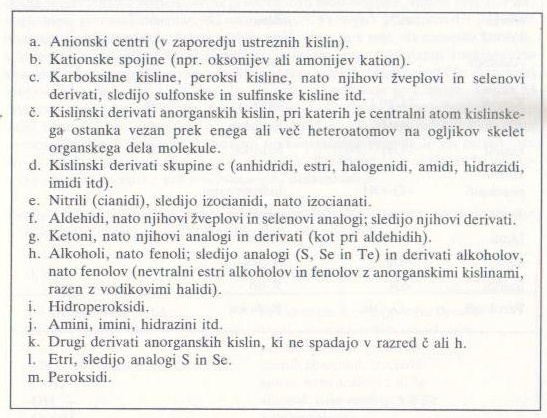 a. Anionski centri (v zaporedju ustreznih kislin).
b. Kationske spojine (npr. oksonijev ali amonijev kation).
c. Karboksilne kisline, peroksi kisline, nato njihovi žveplovi in selenovi
derivati, sledijo sulfonske in sulfinske kisline itd.
č. Kislinski derivati anorganskih kislin, pri katerih je centralni atom kislinske-
ga ostanka vezan prek enega ali več heteroatomov na ogljikov skelet
organskega dela molekule.
d. Kislinski derivati skupine c (anhidridi, estri, halogenidi, amidi, hidrazidi,
imidi itd).
e. Nitrili (cianidi), sledijo izocianidi, nato izocianati.
f. Aldehidi, nato njihovi žveplovi in selenovi analogi; sledijo njihovi derivati.
g. Ketoni, nato njihovi analogi in derivati (kot pri aldehidih).
h. Alkoholi, nato fenoli; sledijo analogi (S, Se in Te) in derivati alkoholov,
nato fenolov (nevtralni estri alkoholov in fenolov z anorganskimi kislinami,
razen z vodikovimi halidi).
i. Hidroperoksidi.
j. Amini, imini, hidrazini itd.
k. Drugi derivati anorganskih kislin, ki ne spadajo v razred č ali h.
l. Etri, sledijo analogi S in Se.
m. Peroksidi.